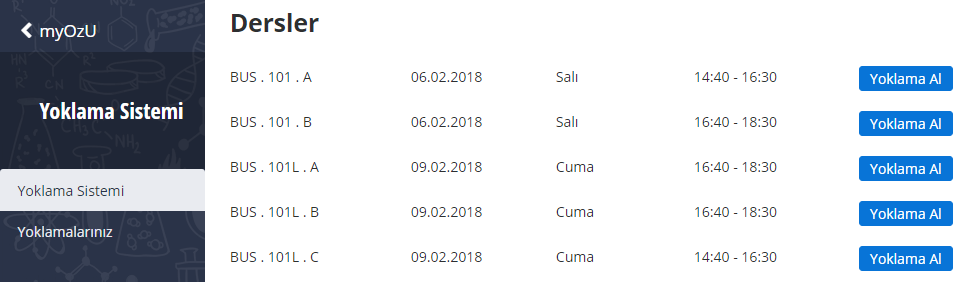 myOzU
Yoklama Sistemi
Yoklama Sistemi
Yoklamalarınız
Dersler
BUS . 101 . A 06.02.2018 Salı 14:40 - 16:30 Yoklama Al
BUS . 101 . B 06.02.2018 Salı 16:40 - 18:30 Yoklama Al
BUS . 101L . A 09.02.2018 Cuma 16:40 - 18:30 Yoklama Al
BUS . 101L . B 09.02.2018 Cuma 16:40 - 18:30 Yoklama Al
BUS . 101L . C 09.02.2018 Cuma 14:40 - 16:30 Yoklama Al